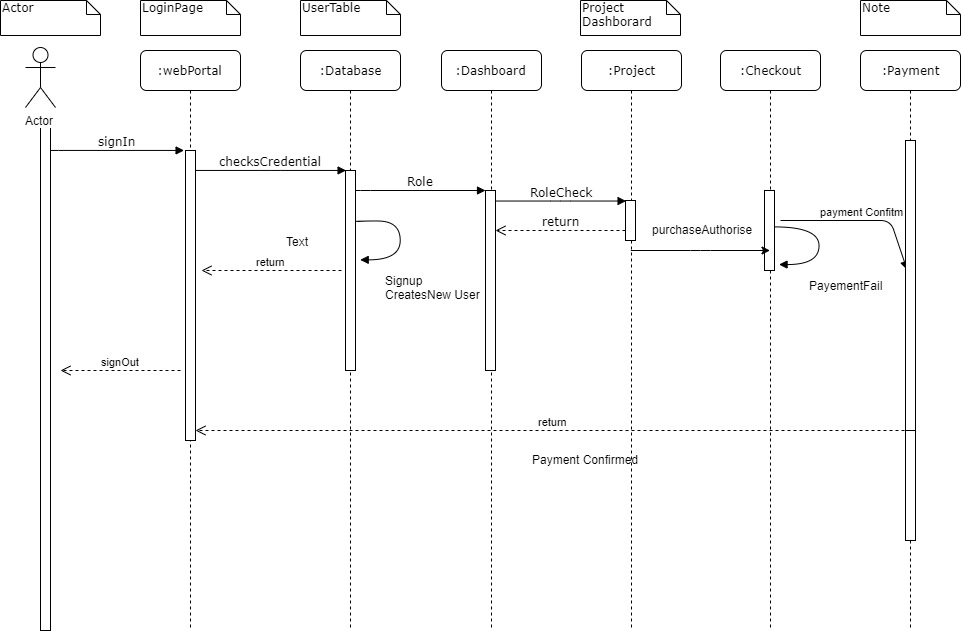 Actor
LoginPage
UserTable
Project
Dashborard
Note
:webPortal
:Database
:Dashboard
:Project
:Checkout
:Payment
Actor
signIn
checksCredential
Role
RoleCheck
payment Confitm
return
purchaseAuthorise
Text
return
Signup
CreatesNew User
PayementFail
signOut
return
Payment Confirmed